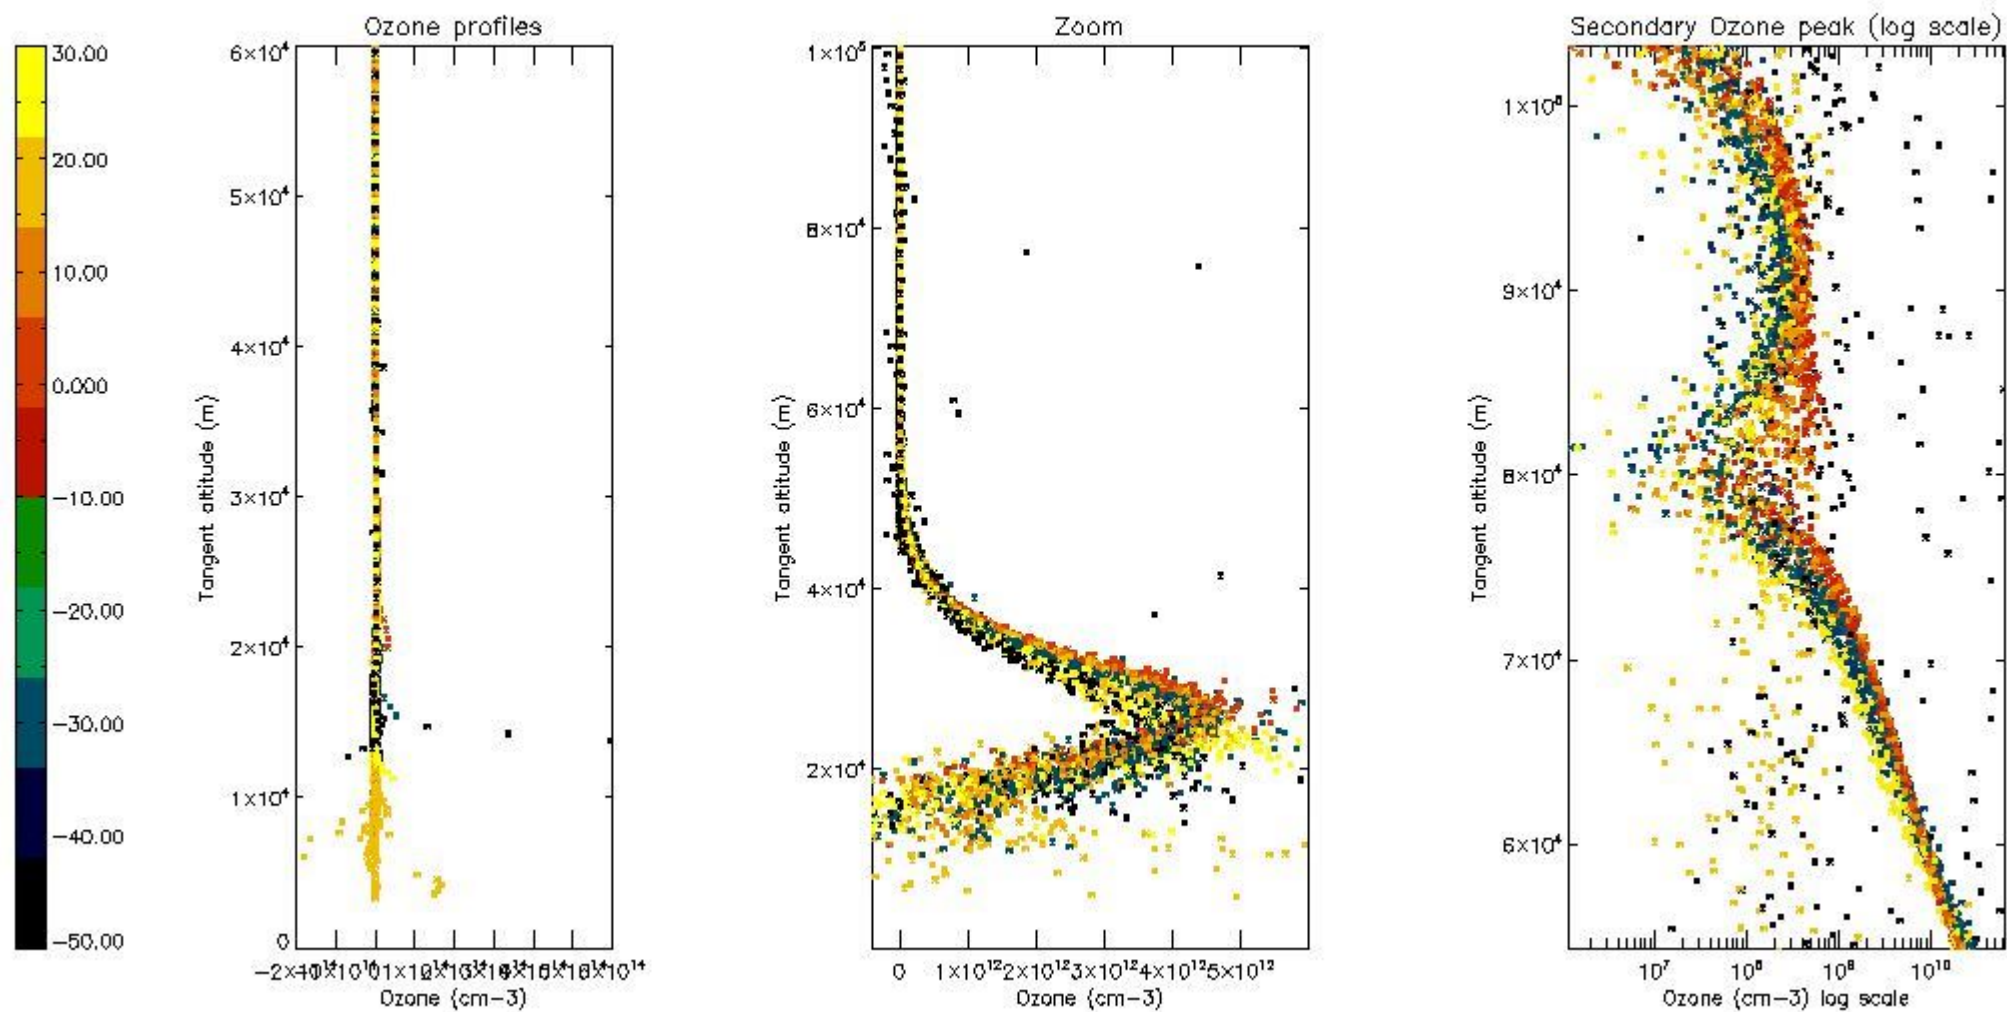 Ozone profiles
Zoom
Secondary Ozone peak (log scale)
30.00
20.00
10.00
0.000
−10.00
−20.00
−30.00
−40.00
−50.00
6×10⁴
5×10⁴
4×10⁴
3×10⁴
2×10⁴
1×10⁴
0
Tangent altitude (m)
Ozone (cm−3)
1×10⁵
8×10⁴
6×10⁴
4×10⁴
2×10⁴
Tangent altitude (m)
0 1×10¹² 2×10¹² 3×10¹² 4×10¹² 5×10¹²
Ozone (cm−3)
1×10⁵
9×10⁴
8×10⁴
7×10⁴
6×10⁴
Tangent altitude (m)
10⁷ 10⁸ 10⁹ 10¹⁰
Ozone (cm−3) log scale